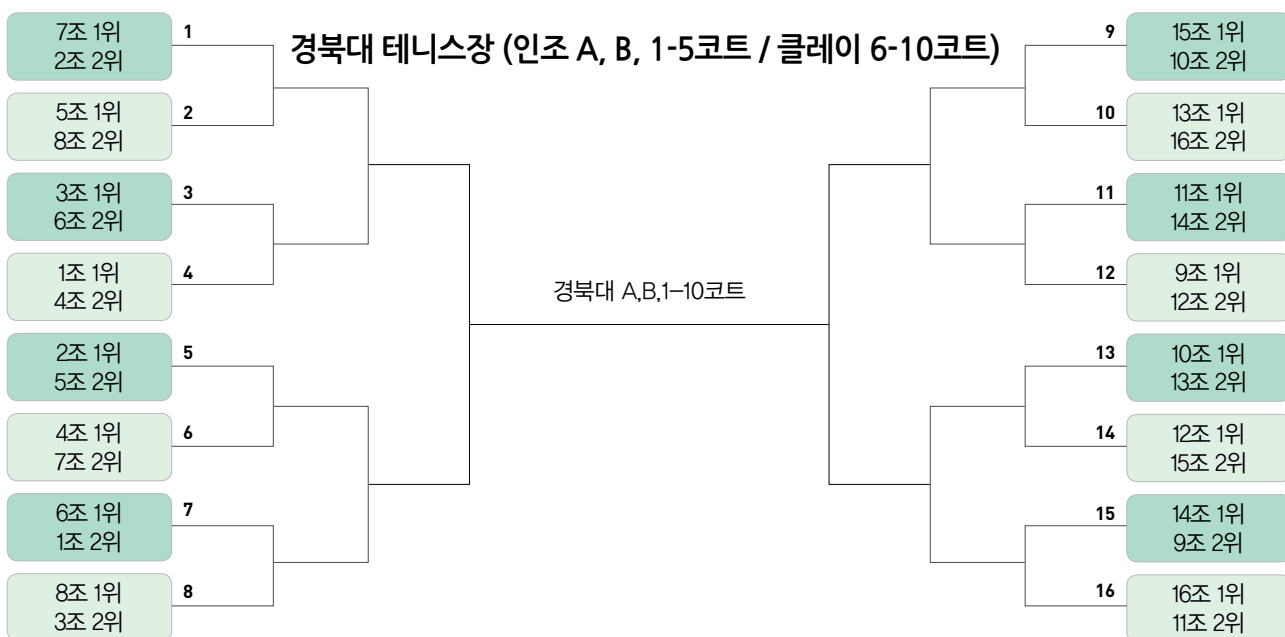 경북대 테니스장 (인조 A, B, 1-5코트 / 클레이 6-10코트)
7조 1위
2조 2위
1
5조 1위
8조 2위
2
3조 1위
6조 2위
3
1조 1위
4조 2위
4
2조 1위
5조 2위
5
4조 1위
7조 2위
6
6조 1위
1조 2위
7
8조 1위
3조 2위
8
경북대 A,B,1–10코트
9
15조 1위
10조 2위
10
13조 1위
16조 2위
11
11조 1위
14조 2위
12
9조 1위
12조 2위
13
10조 1위
13조 2위
14
12조 1위
15조 2위
15
14조 1위
9조 2위
16
16조 1위
11조 2위